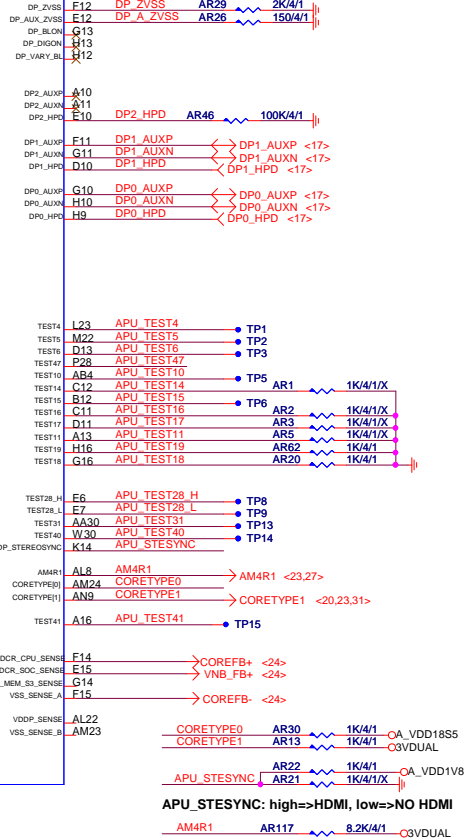 DP_ZVSS F12 DP_ZVSS AR29 2K/4/1
DP_AUX_ZVSS E12 DP_A_ZVSS AR26 150/4/1
DP_BLON G13
DP_DIGON H13
DP_VARY_BL H12
DP2_AUXP A10
DP2_AUXN A11
DP2_HPD E10 DP2_HPD AR46 100K/4/1
DP1_AUXP F11 DP1_AUXP DP1_AUXP <17>
DP1_AUXN G11 DP1_AUXN DP1_AUXN <17>
DP1_HPD D10 DP1_HPD DP1_HPD <17>
DP0_AUXP G10 DP0_AUXP DP0_AUXP <17>
DP0_AUXN H10 DP0_AUXN DP0_AUXN <17>
DP0_HPD H9 DP0_HPD DP0_HPD <17>
TEST4 L23 APU_TEST4 TP1
TEST5 M22 APU_TEST5 TP2
TEST6 D13 APU_TEST6 TP3
TEST47 P28 APU_TEST47
TEST10 AB4 APU_TEST10 TP5
TEST14 C12 APU_TEST14 AR1 1K/4/1/X
TEST15 B12 APU_TEST15 TP6
TEST16 C11 APU_TEST16 AR2 1K/4/1/X
TEST17 D11 APU_TEST17 AR3 1K/4/1/X
TEST11 A13 APU_TEST11 AR5 1K/4/1/X
TEST19 H16 APU_TEST19 AR62 1K/4/1
TEST18 G16 APU_TEST18 AR20 1K/4/1
TEST28_H E6 APU_TEST28_H TP8
TEST28_L E7 APU_TEST28_L TP9
TEST31 AA30 APU_TEST31 TP13
TEST40 W30 APU_TEST40 TP14
DP_STEREOSYNC K14 APU_STESYNC
AM4R1 AL8 AM4R1 AM4R1 <23,27>
CORETYPE[0] AM24 CORETYPE0
CORETYPE[1] AN9 CORETYPE1 CORETYPE1 <20,23,31>
TEST41 A16 APU_TEST41 TP15
DCR_CPU_SENSE F14 COREFB+ <24>
DCR_SOC_SENSE E15 VNB_FB+ <24>
_MEM_S3_SENSE G14
VSS_SENSE_A F15 COREFB- <24>
VDDP_SENSE AL22
VSS_SENSE_B AM23
CORETYPE0 AR30 1K/4/1 A_VDD18S5
CORETYPE1 AR13 1K/4/1 3VDUAL
AR22 1K/4/1 A_VDD1V8
APU_STESYNC AR21 1K/4/1/X
APU_STESYNC: high=>HDMI, low=>NO HDMI
AM4R1 AR117 8.2K/4/1 3VDUAL